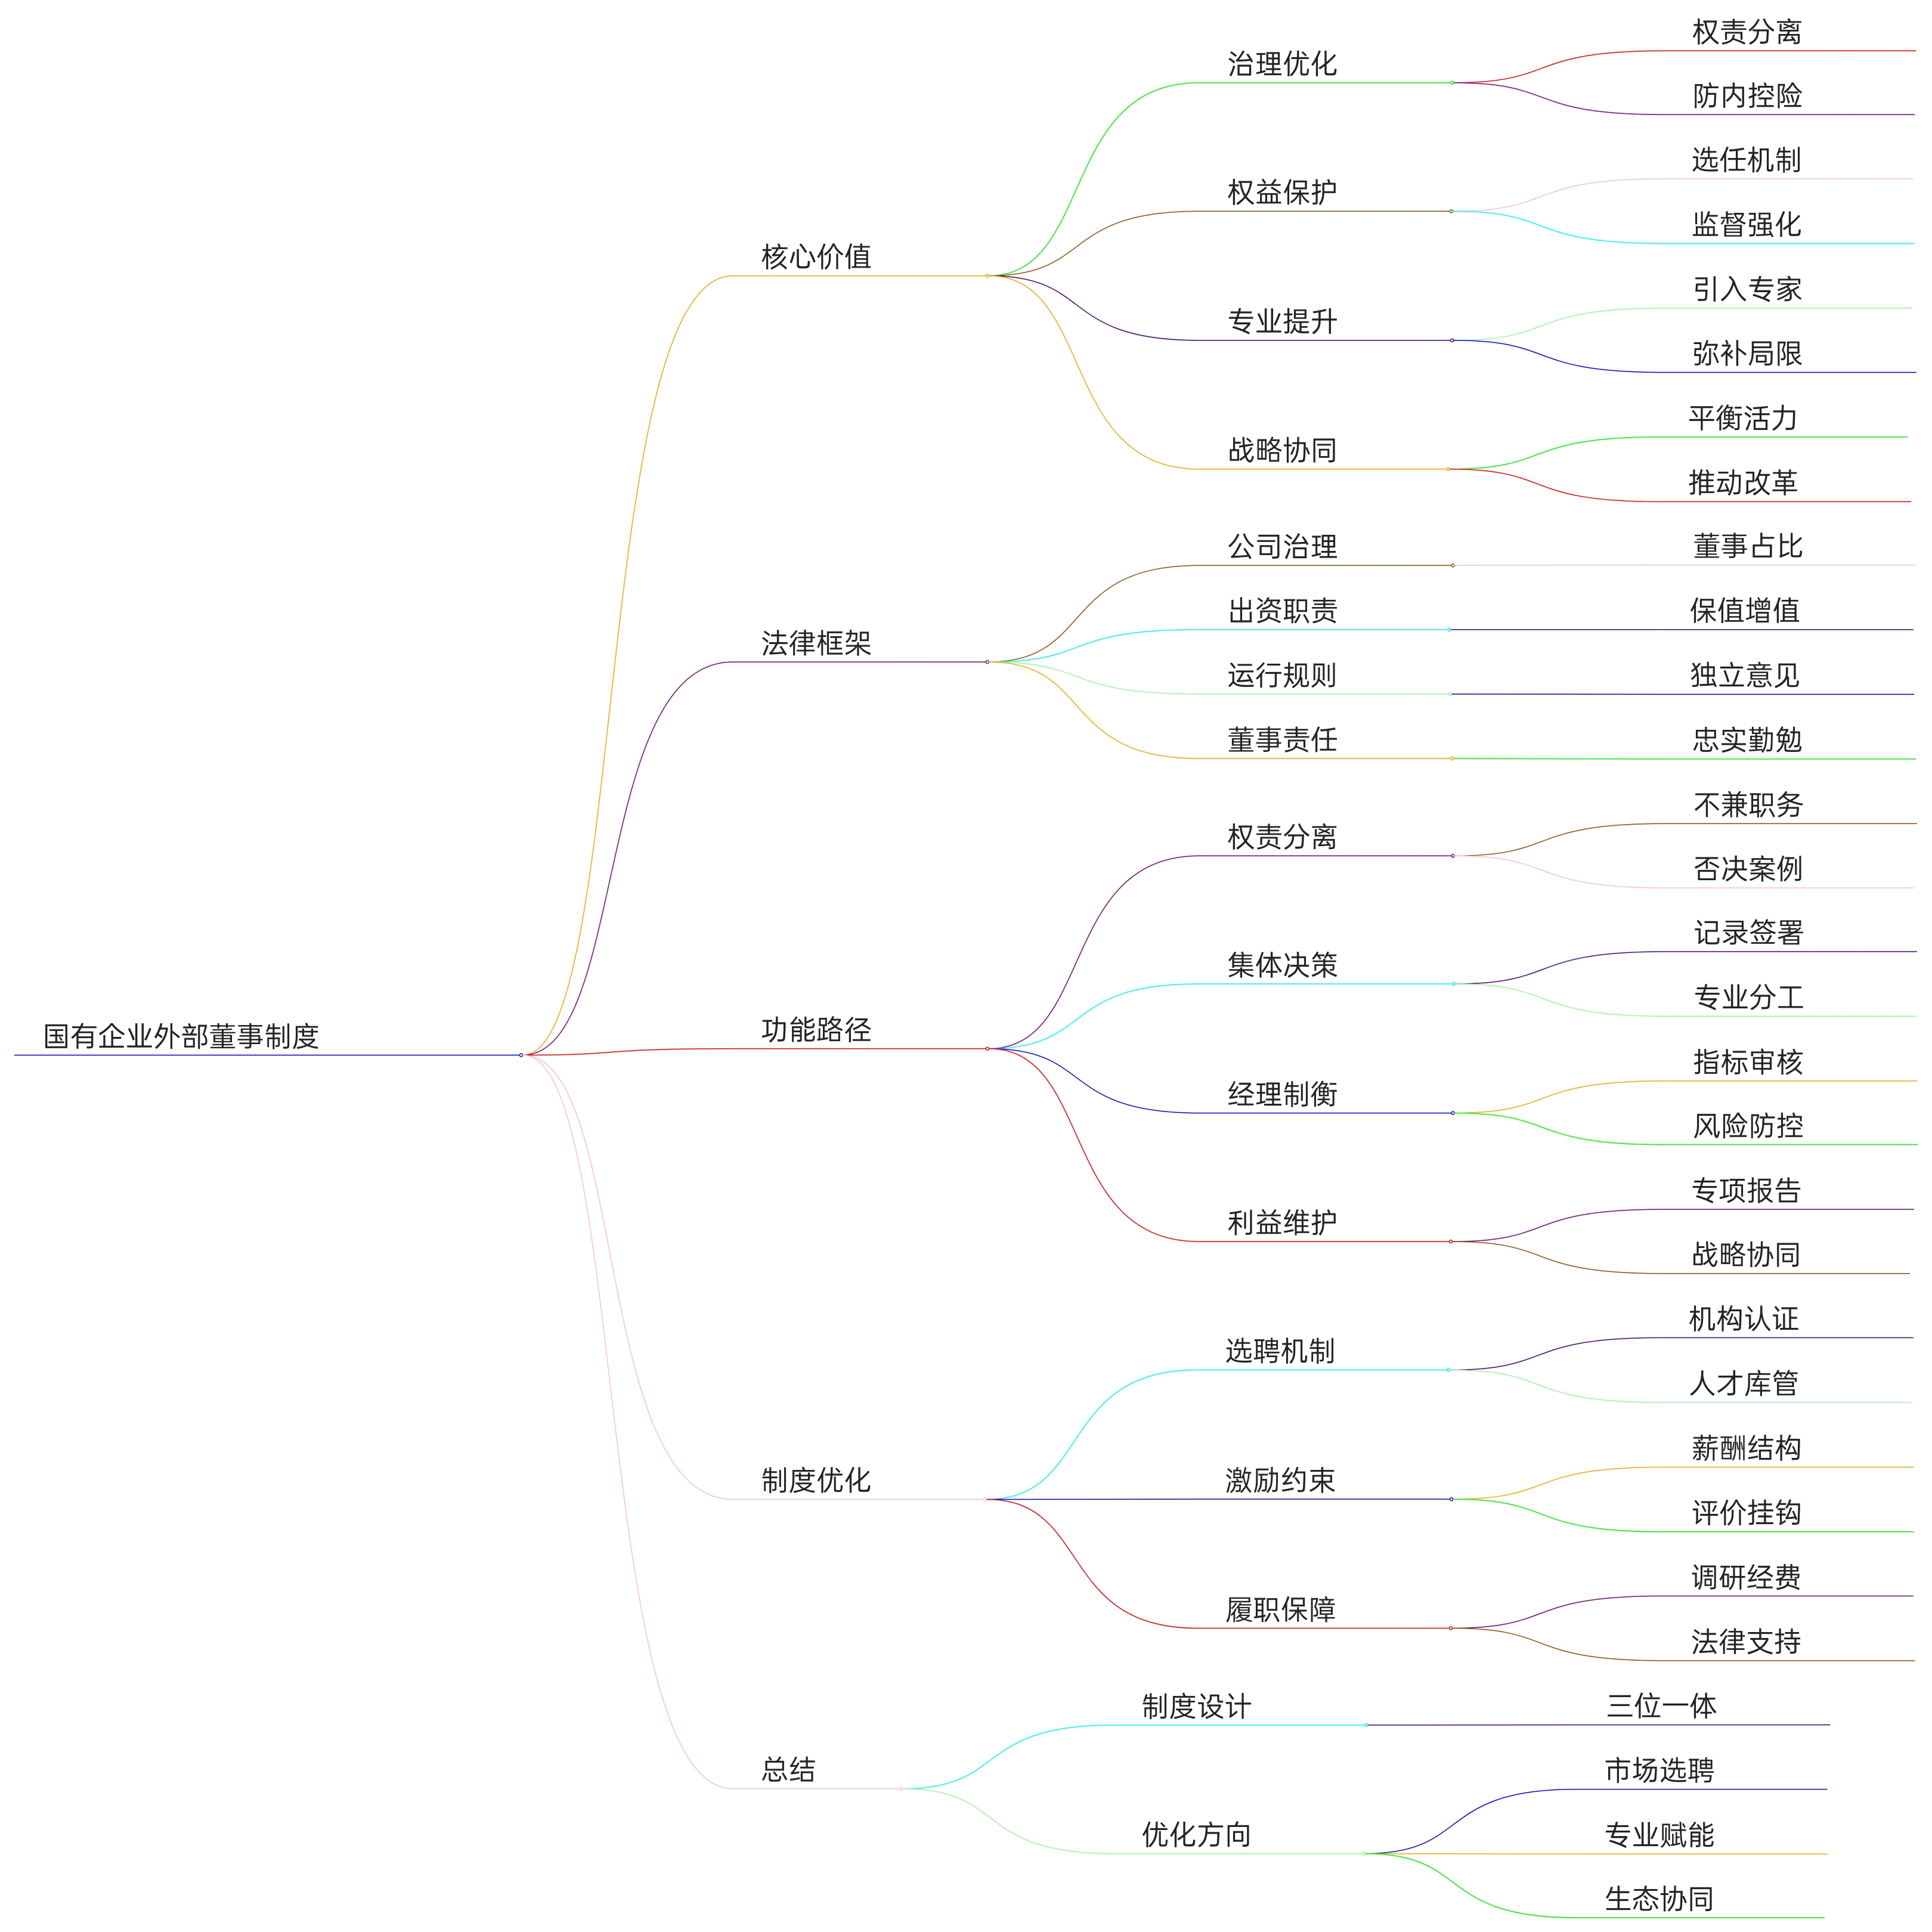 国有企业外部董事制度
核心价值
治理优化
权责分离
防内控险
权益保护
选任机制
监督强化
专业提升
引入专家
弥补局限
战略协同
平衡活力
推动改革
法律框架
公司治理
董事占比
出资职责
保值增值
运行规则
独立意见
董事责任
忠实勤勉
功能路径
权责分离
不兼职务
否决案例
集体决策
记录签署
专业分工
经理制衡
指标审核
风险防控
利益维护
专项报告
战略协同
制度优化
选聘机制
机构认证
人才库管
激励约束
薪酬结构
评价挂钩
履职保障
调研经费
法律支持
总结
制度设计
三位一体
优化方向
市场选聘
专业赋能
生态协同